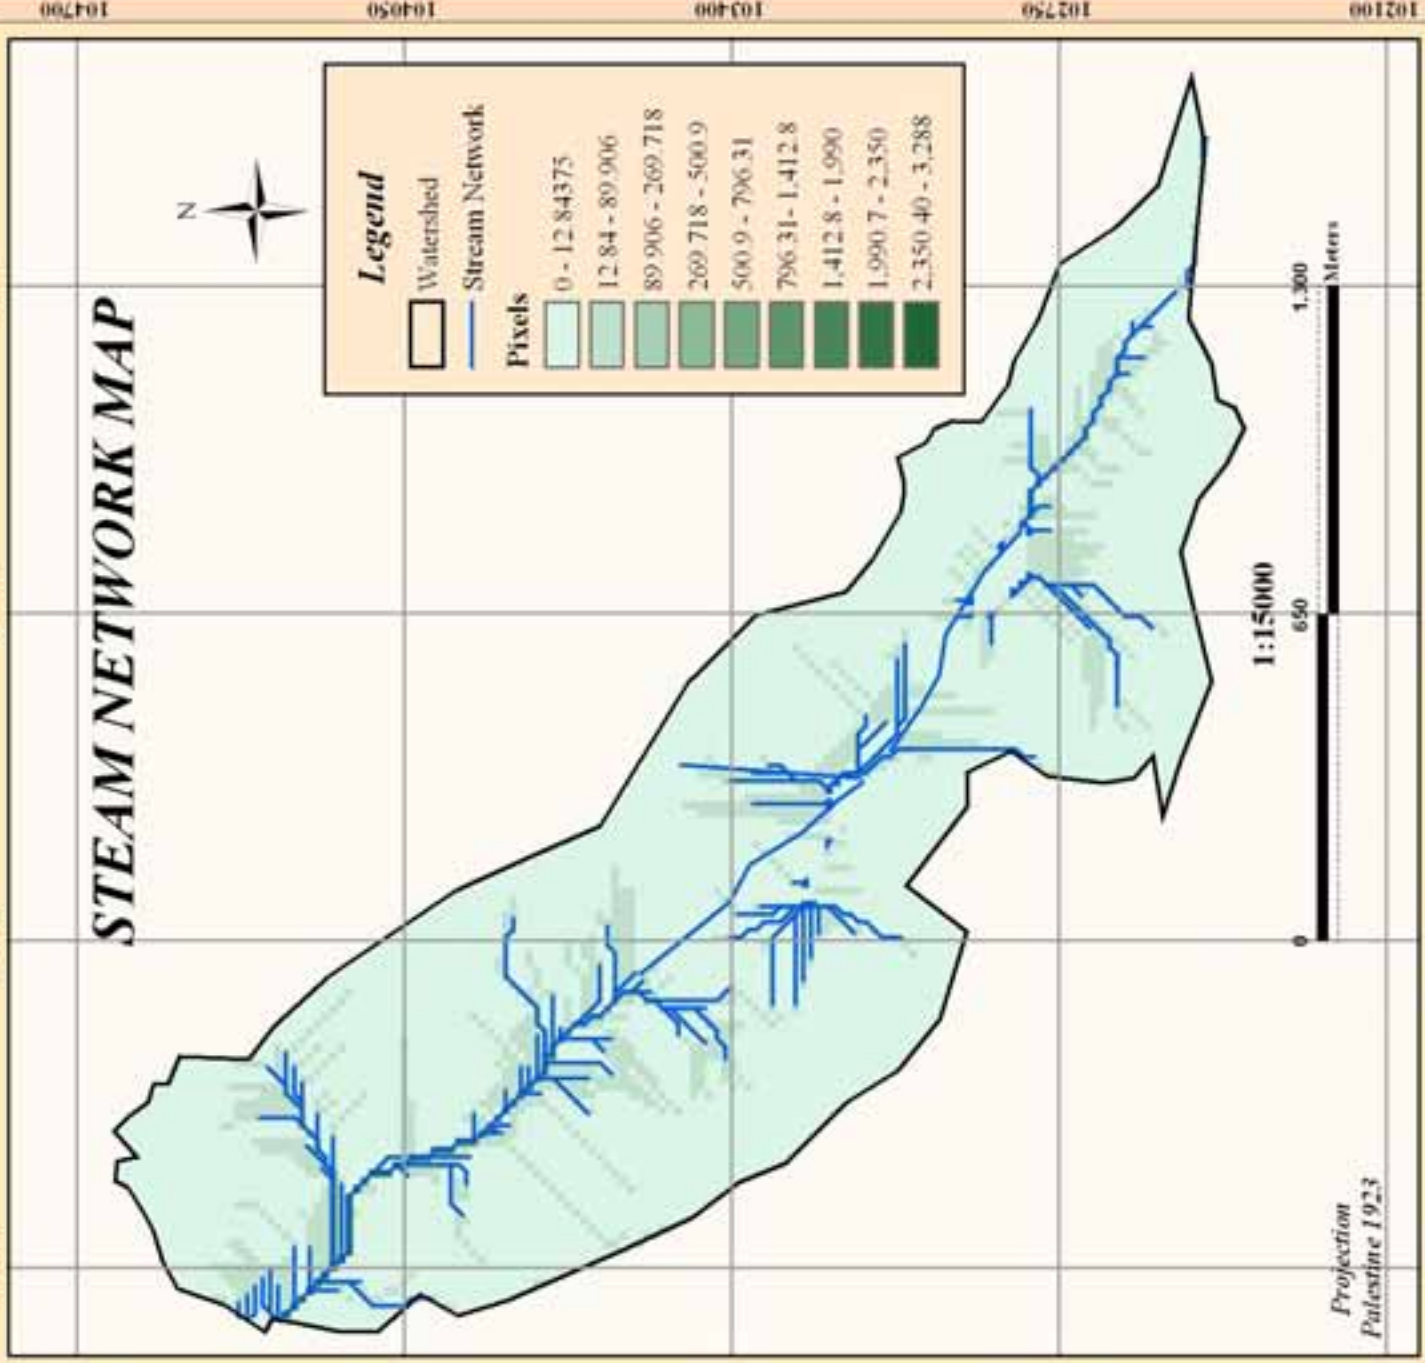 104700
104050
103400
102750
102100
STEAM NETWORK MAP
N
Legend
Watershed
Stream Network
Pixels
0 - 12.84375
12.84 - 89.906
89.906 - 269.718
269.718 - 500.9
500.9 - 796.31
796.31- 1,412.8
1,412.8 - 1,990
1,990.7 - 2,350
2,350.40 - 3,288
1:15000
0 650 1,300
Meters
Projection
Palestine 1923